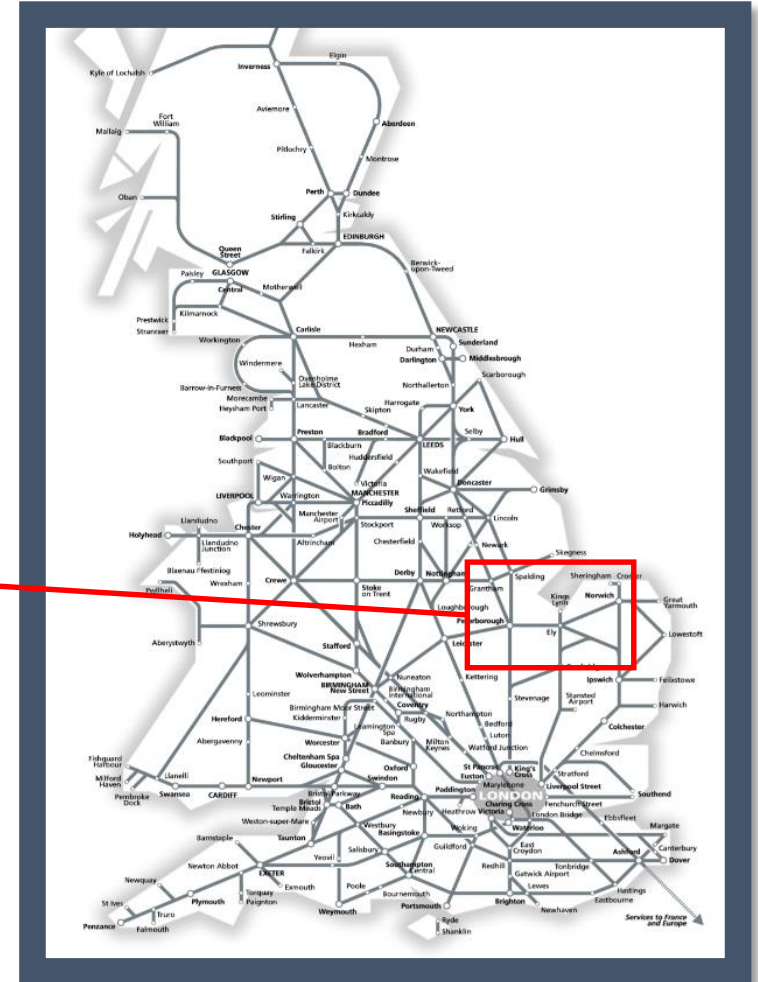 Elgin
Inverness
Kyle of Lochalsh
Aviemore
Fort
William
Mallaig
Aberdeen
Pitlochry
Montrose
Perth
Dundee
Oban
Stirling
Kirkcaldy
EDINBURGH
Queen
Street
Falkirk
GLASGOW
Central
Berwick-
upon-Tweed
Paisley
Motherwell
Prestwick
Stranraer
Kilmarnock
Carlisle
NEWCASTLE
Workington
Hexham
Sunderland
Durham
Darlington
Middlesbrough
Windermere
Scarborough
Oxenholme
Lake District
Barrow-in-Furness
Northallerton
Morecambe
Heysham Port
Lancaster
Harrogate
York
Skipton
Blackpool
Preston
Bradford
LEEDS
Selby
Hull
Blackburn
Huddersfield
Southport
Bolton
Wakefield
Wigan
Victoria
Doncaster
Grimsby
LIVERPOOL
Warrington
MANCHESTER
Piccadilly
Manchester
Airport
Sheffield
Retford
Lincoln
Llandudno
Chester
Stockport
Worksop
Holyhead
Llandudno
Junction
Altrincham
Chesterfield
Newark
Skegness
Blaenau Ffestiniog
Derby
Nottingham
Spalding
Sheringham
Cromer
Pwllheli
Wrexham
Crewe
Stoke
on Trent
Grantham
Kings
Lynn
Norwich
Great
Yarmouth
Loughborough
Peterborough
Ely
Lowestoft
Aberystwyth
Shrewsbury
Stafford
Leicester
Wolverhampton
BIRMINGHAM
New Street
Nuneaton
Kettering
Ipswich
Felixstowe
Birmingham
International
Stansted
Airport
Leominster
Birmingham Moor Street
Coventry
Stevenage
Harwich
Hereford
Kidderminster
Rugby
Northampton
Bedford
Colchester
Leamington
Spa
Abergavenny
Worcester
Banbury
Milton
Keynes
Luton
Watford Junction
Chelmsford
Cheltenham Spa
Gloucester
Oxford
St Pancras
King's
Cross
Euston
Stratford
Fishguard
Harbour
Milford
Haven
Llanelli
Newport
Swindon
Marylebone
Liverpool Street
Pembroke
Dock
Swansea
CARDIFF
Bristol Parkway
Reading
Paddington
LONDON
Southend
Bristol
Temple Meads
Bath
Newbury
Heathrow
Victoria
Charing Cross
Fenchurch Street
London Bridge
Ebbsfleet
Weston-super-Mare
Westbury
Basingstoke
Woking
Waterloo
Margate
Barnstaple
Taunton
Salisbury
Guildford
East
Croydon
Canterbury
Ashford
Dover
Newton Abbot
Yeovil
Southampton
Central
Redhill
Tonbridge
Gatwick Airport
Newquay
EXETER
Exmouth
Poole
Lewes
Hastings
St Ives
Plymouth
Torquay
Paignton
Bournemouth
Portsmouth
Brighton
Eastbourne
Newhaven
Truro
Weymouth
Penzance
Falmouth
Ryde
Shanklin
Services to France
and Europe